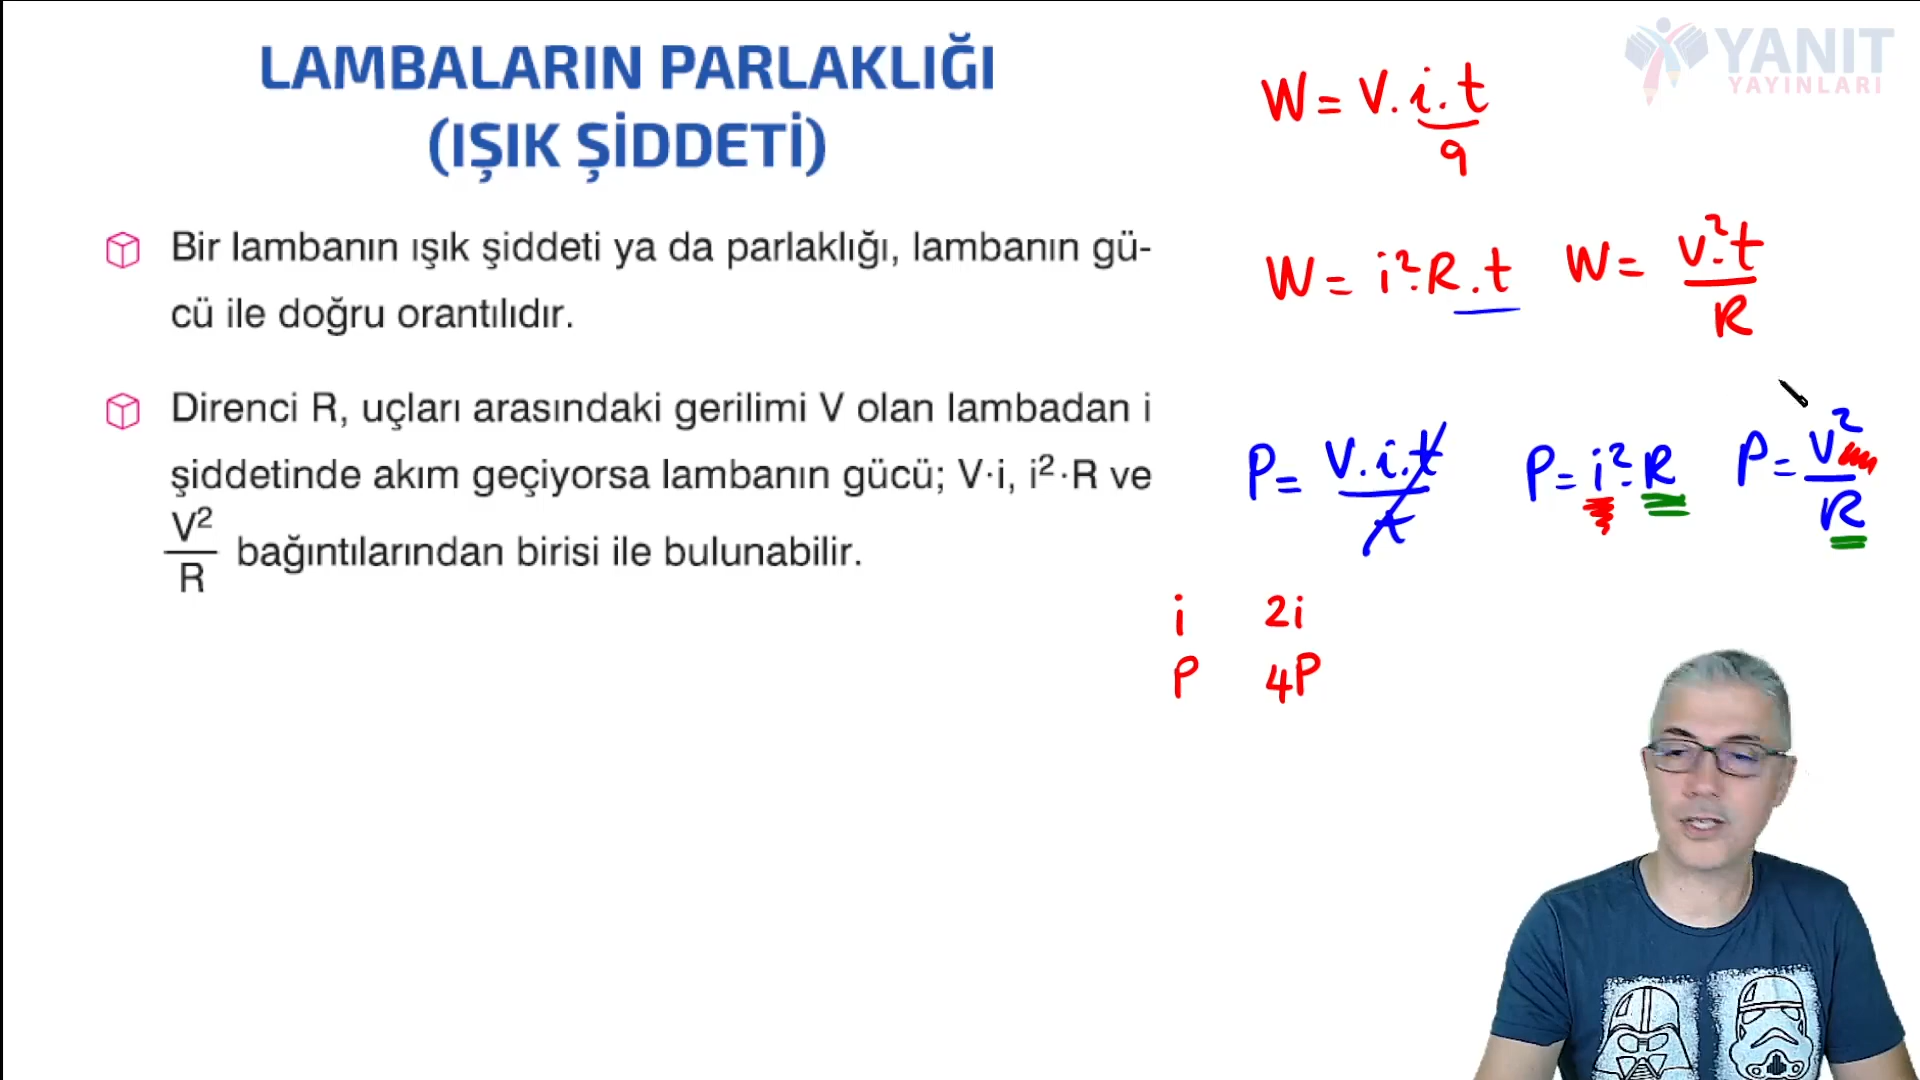 LAMBALARIN PARLAKLIĞI
(IŞIK ŞİDDETİ)
Bir lambanın ışık şiddeti ya da parlaklığı, lambanın gü-
cü ile doğru orantılıdır.
Direnci R, uçları arasındaki gerilimi V olan lambadan i
şiddetinde akım geçiyorsa lambanın gücü; V·i, i²·R ve
V²/R bağıntılarından birisi ile bulunabilir.
YANIT
YAYINLARI
W = V.i.t
q
W = i².R.t
W = V².t/R
P = V.i.t/t
P = i².R
P = V²/R
i 2i
P 4P